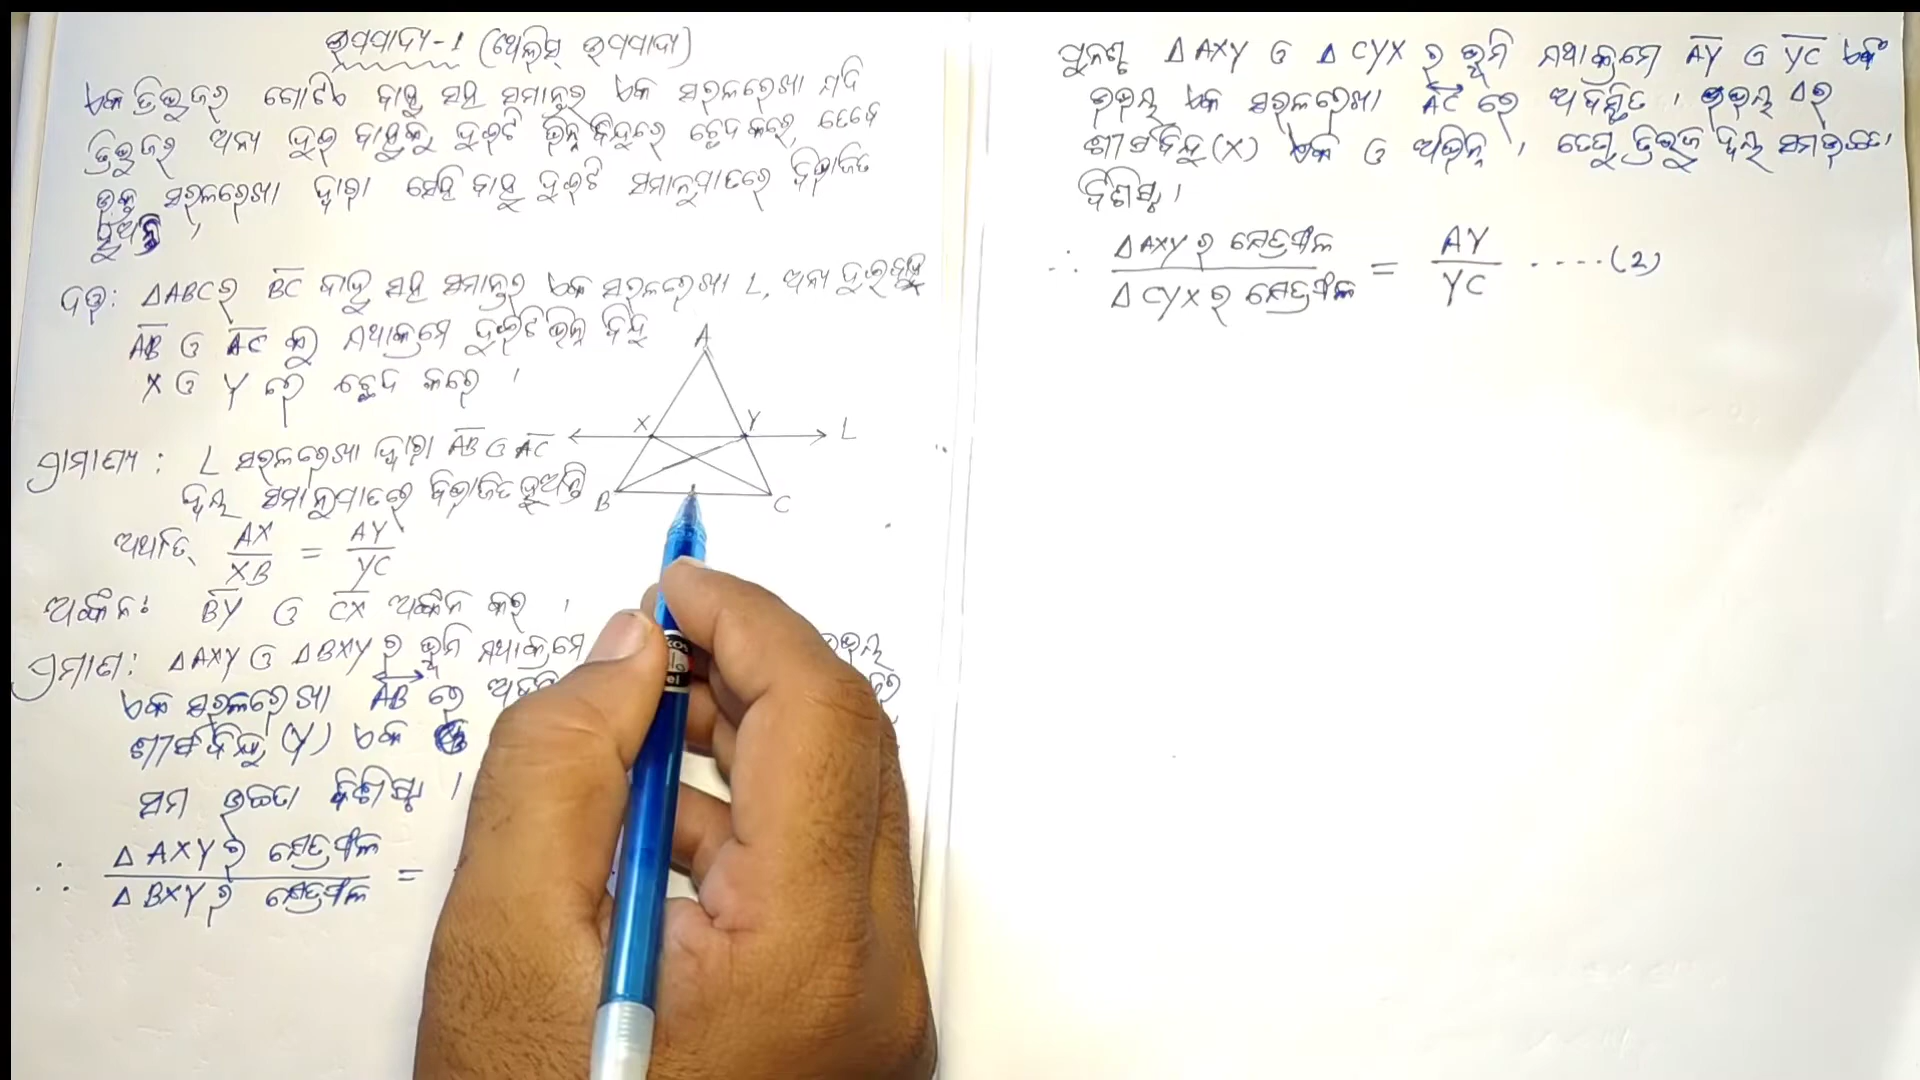 ଉପପାଦ୍ୟ-1 (ଥେଲିସ୍ ଉପପାଦ୍ୟ)
ଏକ ତ୍ରିଭୁଜର ଗୋଟିଏ ବାହୁ ସହ ସମାନ୍ତର ଏକ ସରଳରେଖା ଯଦି
ତ୍ରିଭୁଜର ଅନ୍ୟ ଦୁଇ ବାହୁକୁ ଦୁଇଟି ଭିନ୍ନ ବିନ୍ଦୁରେ ଛେଦ କରେ, ତେବେ
ଉକ୍ତ ସରଳରେଖା ଦ୍ୱାରା ସେହି ବାହୁ ଦୁଇଟି ସମାନୁପାତରେ ବିଭାଜିତ
ହୁଅନ୍ତି ।
ଦତ୍ତ: ΔABCର BC ବାହୁ ସହ ସମାନ୍ତର ଏକ ସରଳରେଖା L, ଅନ୍ୟ ଦୁଇ ବାହୁ
AB ଓ AC କୁ ଯଥାକ୍ରମେ ଦୁଇଟି ଭିନ୍ନ ବିନ୍ଦୁ
X ଓ Y ରେ ଛେଦ କରେ ।
A
X Y L
B C
ପ୍ରାମାଣ୍ୟ : L ସରଳରେଖା ଦ୍ୱାରା AB ଓ AC
ଦ୍ୱୟ ସମାନୁପାତରେ ବିଭାଜିତ ହୁଅନ୍ତି
ଅର୍ଥାତ୍ AX/XB = AY/YC
ଅଙ୍କନ: BY ଓ CX ଅଙ୍କନ କର ।
ପ୍ରମାଣ: ΔAXY ଓ ΔBXY ର ଭୂମି ଯଥାକ୍ରମେ
ଏକ ସରଳରେଖା AB ରେ
ଶୀର୍ଷବିନ୍ଦୁ (Y) ଏକ
ସମ ଉଚ୍ଚତା ବିଶିଷ୍ଟ ।
∴ ΔAXY ର କ୍ଷେତ୍ରଫଳ / ΔBXY ର କ୍ଷେତ୍ରଫଳ =
ପୁନଶ୍ଚ ΔAXY ଓ ΔCYX ର ଭୂମି ଯଥାକ୍ରମେ AY ଓ YC ଏବଂ
ଉଭୟ ଏକ ସରଳରେଖା AC ରେ ଅବସ୍ଥିତ । ଉଭୟ Δର
ଶୀର୍ଷବିନ୍ଦୁ (X) ଏକ ଓ ଅଭିନ୍ନ । ତେଣୁ ତ୍ରିଭୁଜ ଦ୍ୱୟ ସମଉଚ୍ଚତା
ବିଶିଷ୍ଟ ।
∴ ΔAXY ର କ୍ଷେତ୍ରଫଳ / ΔCYX ର କ୍ଷେତ୍ରଫଳ = AY/YC .....(2)